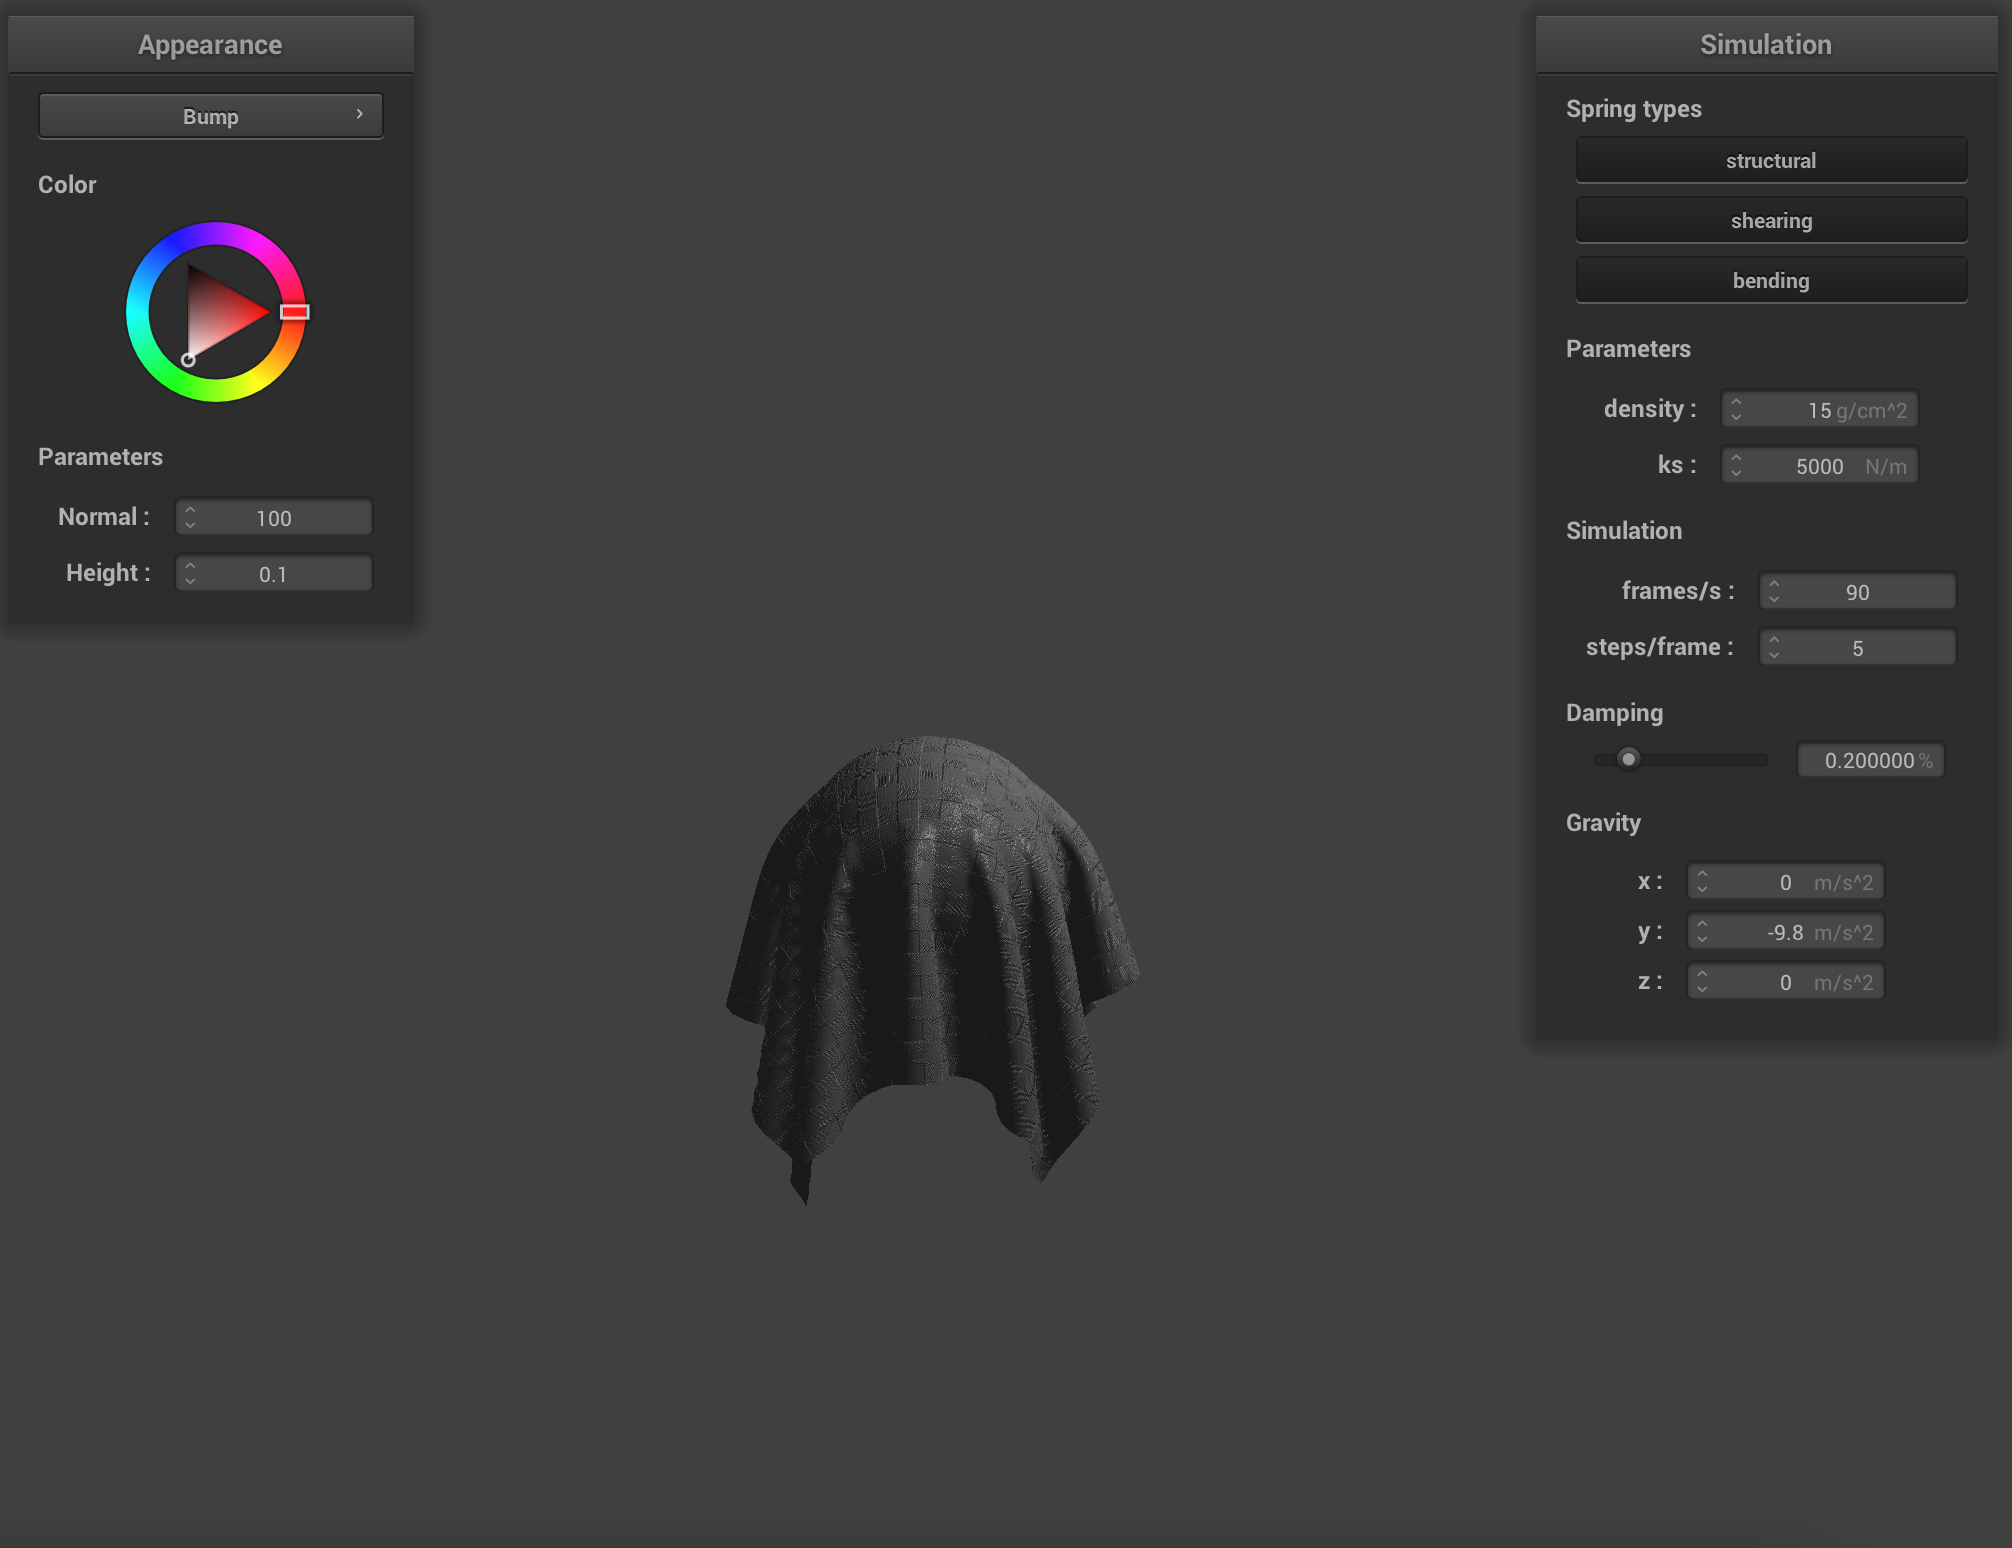 Appearance
Bump
Color
Parameters
Normal : 100
Height : 0.1
Simulation
Spring types
structural
shearing
bending
Parameters
density : 15 g/cm^2
ks : 5000 N/m
Simulation
frames/s : 90
steps/frame : 5
Damping
0.200000 %
Gravity
x : 0 m/s^2
y : -9.8 m/s^2
z : 0 m/s^2